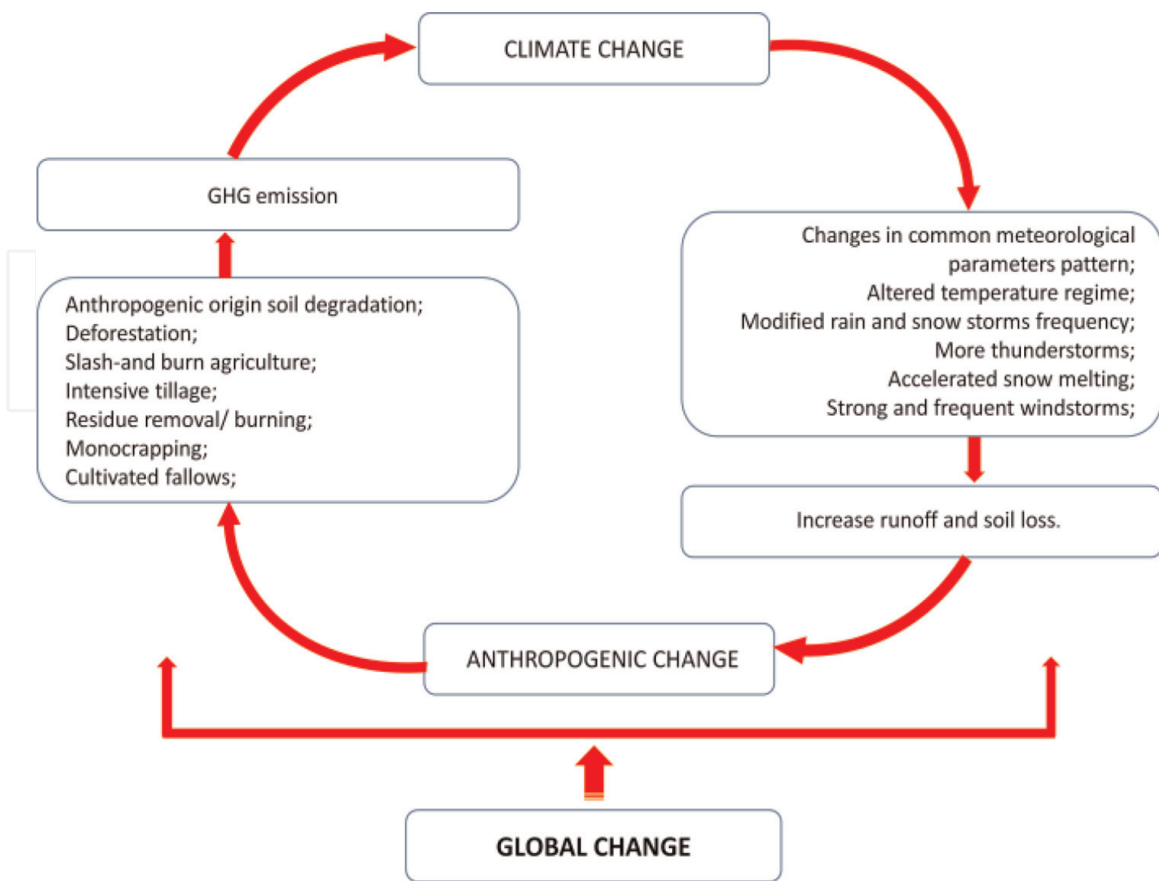 CLIMATE CHANGE
GHG emission
Changes in common meteorological
parameters pattern;
Altered temperature regime;
Modified rain and snow storms frequency;
More thunderstorms;
Accelerated snow melting;
Strong and frequent windstorms;
Anthropogenic origin soil degradation;
Deforestation;
Slash-and burn agriculture;
Intensive tillage;
Residue removal/ burning;
Monocrapping;
Cultivated fallows;
Increase runoff and soil loss.
ANTHROPOGENIC CHANGE
GLOBAL CHANGE